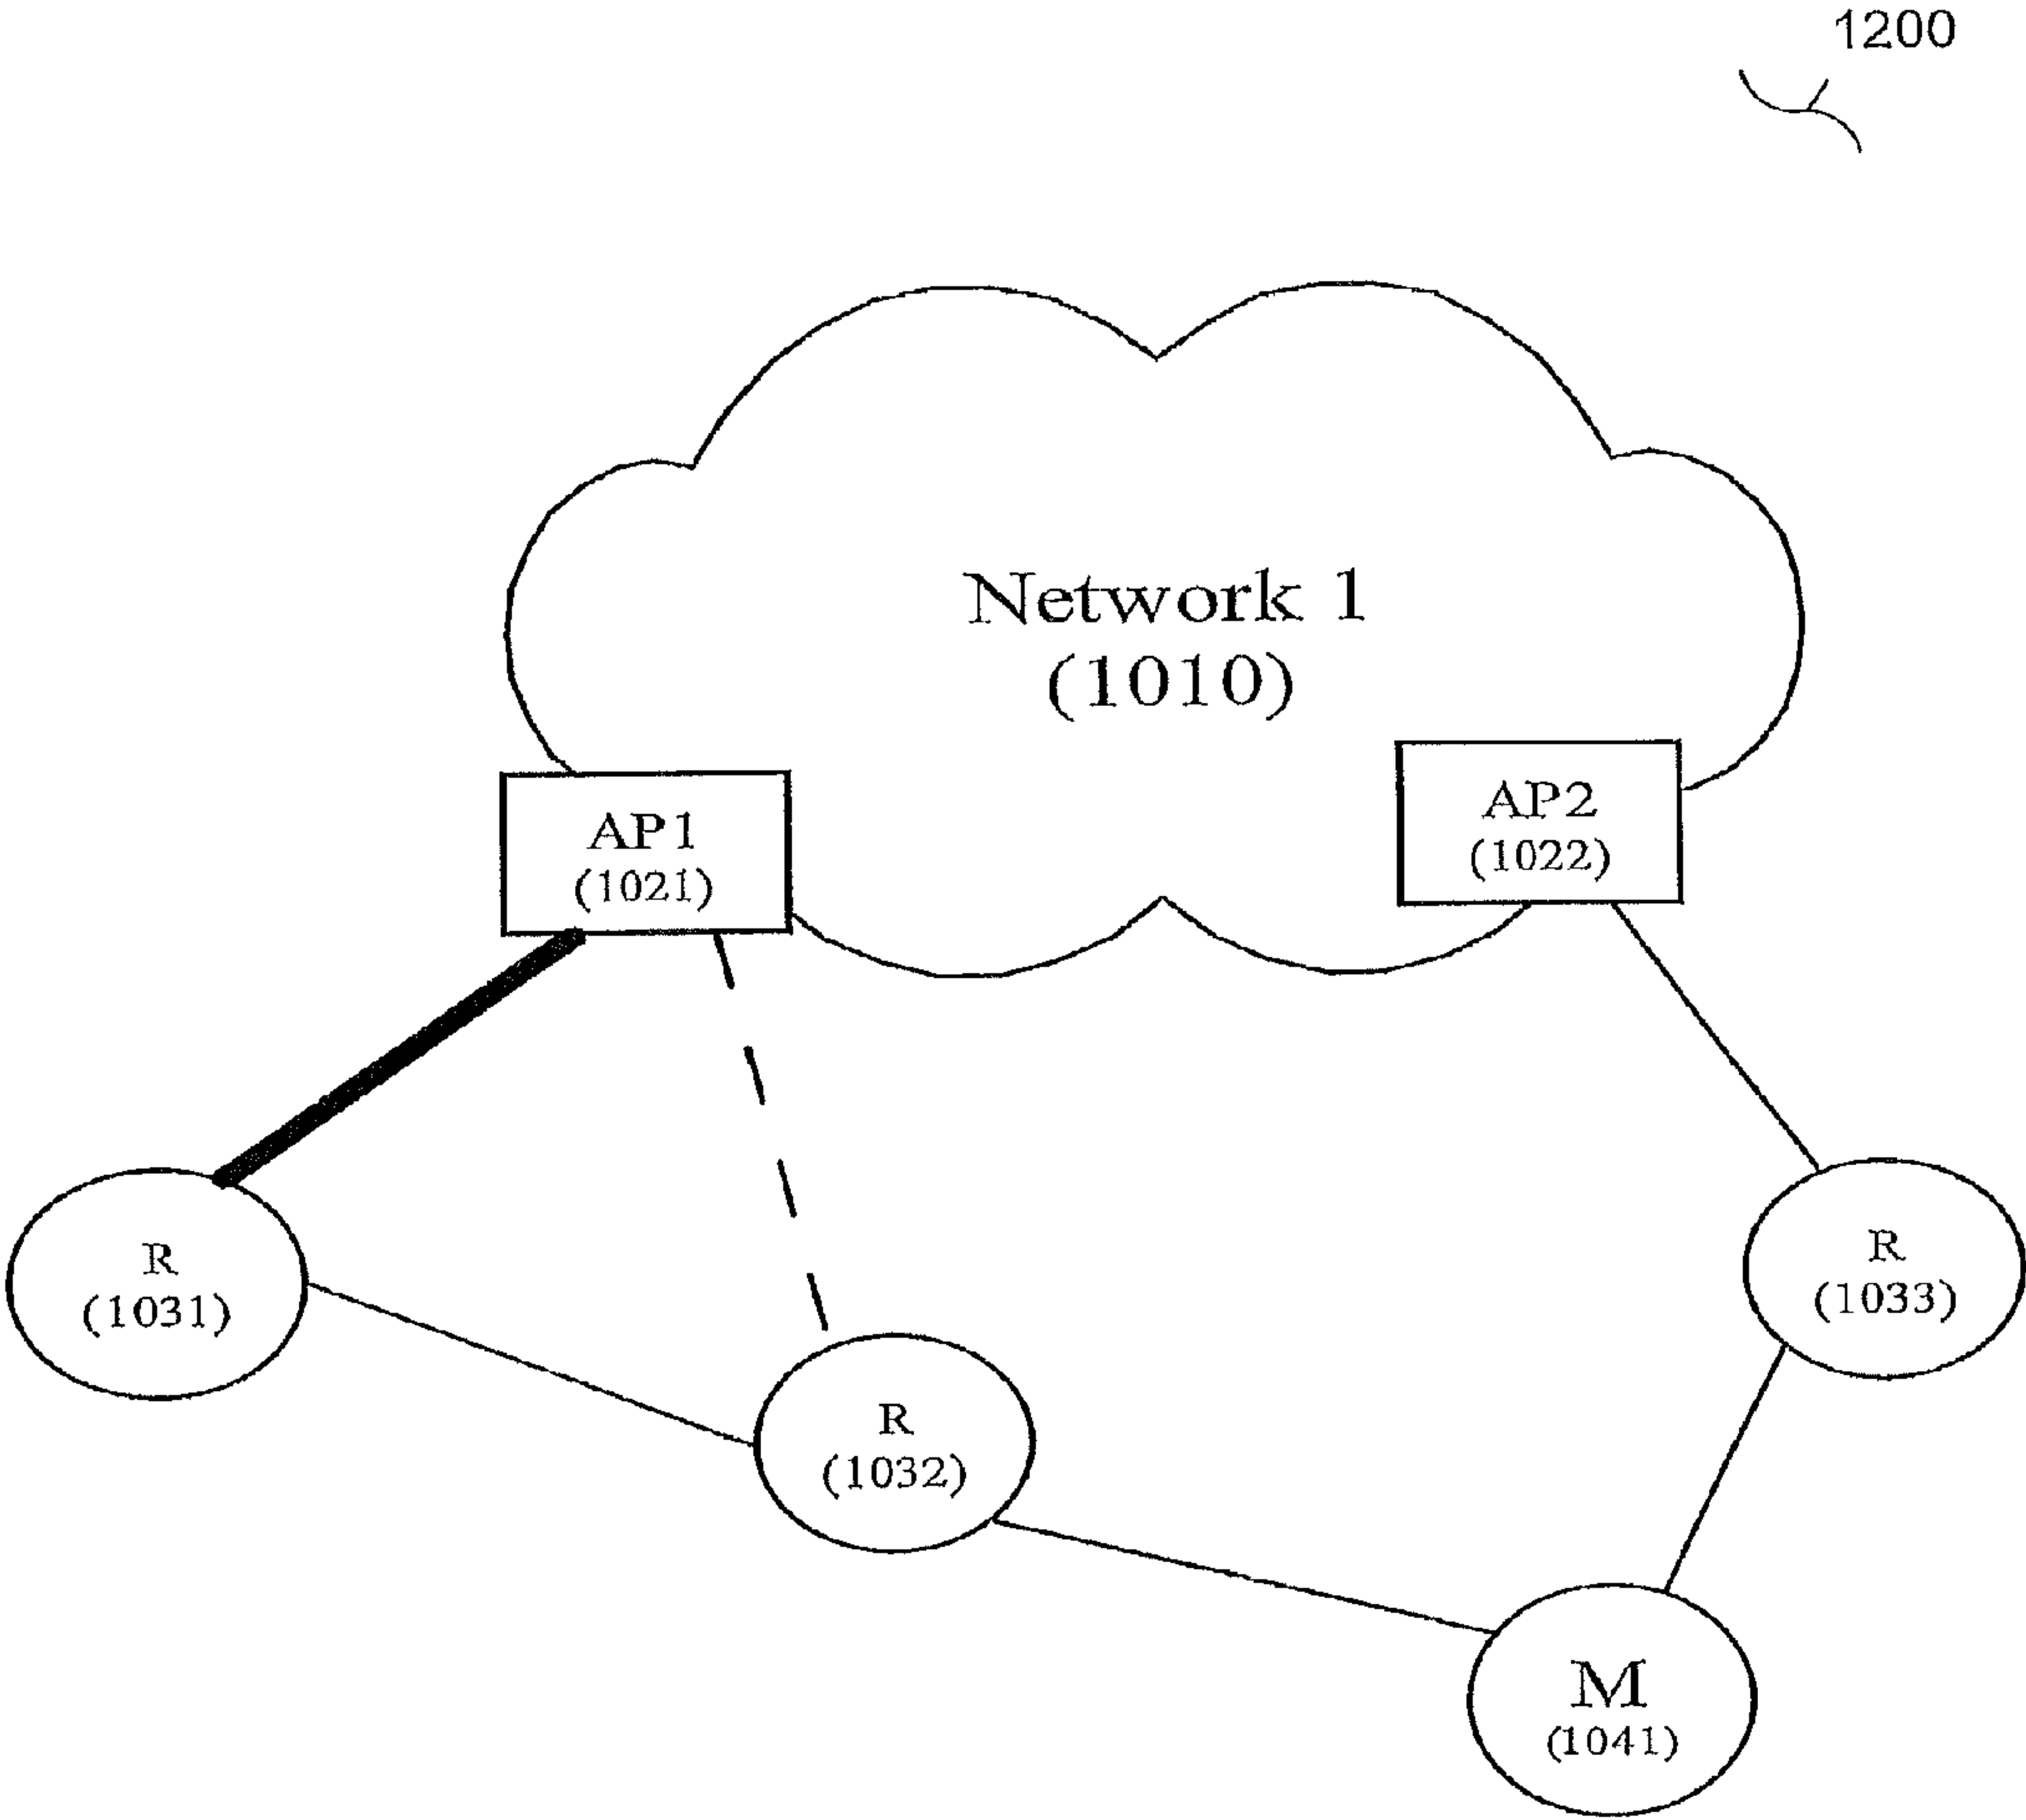 1200
Network 1
(1010)
AP1
(1021)
AP2
(1022)
R
(1031)
R
(1033)
R
(1032)
M
(1041)